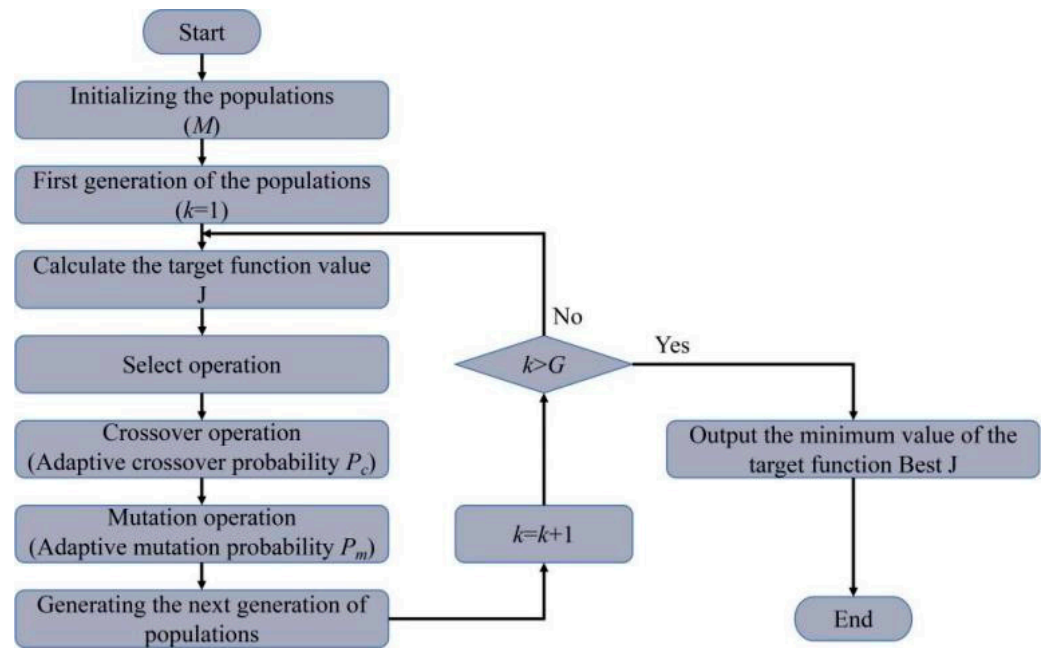 Start
Initializing the populations
(M)
First generation of the populations
(k=1)
Calculate the target function value
J
Select operation
Crossover operation
(Adaptive crossover probability Pc)
Mutation operation
(Adaptive mutation probability Pm)
Generating the next generation of
populations
k=k+1
k>G
No
Yes
Output the minimum value of the
target function Best J
End